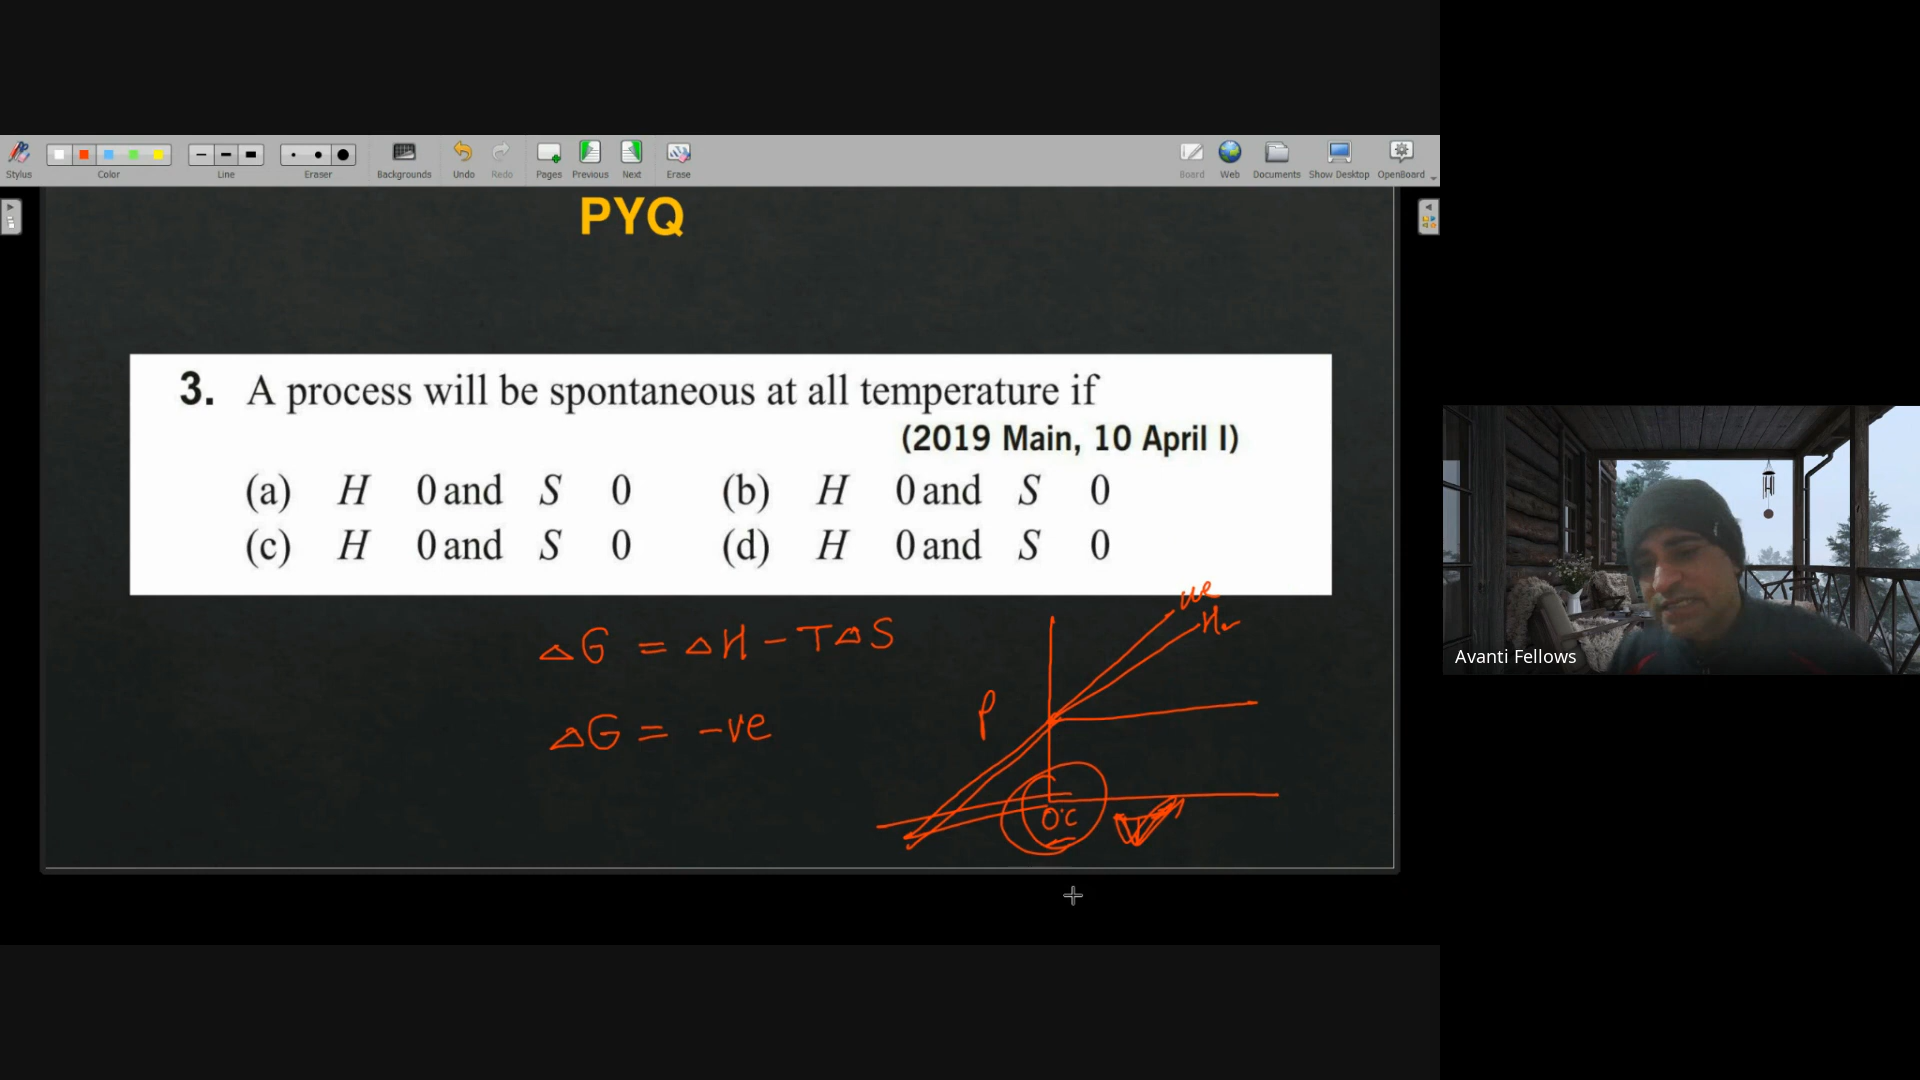 Stylus Color Line Eraser Backgrounds Undo Redo Pages Previous Next Erase Board Web Documents Show Desktop OpenBoard
PYQ
3. A process will be spontaneous at all temperature if
(2019 Main, 10 April I)
(a) H 0 and S 0 (b) H 0 and S 0
(c) H 0 and S 0 (d) H 0 and S 0
ΔG = ΔH - TΔS
He
H₂
P
ΔG = -ve
0°C
Avanti Fellows